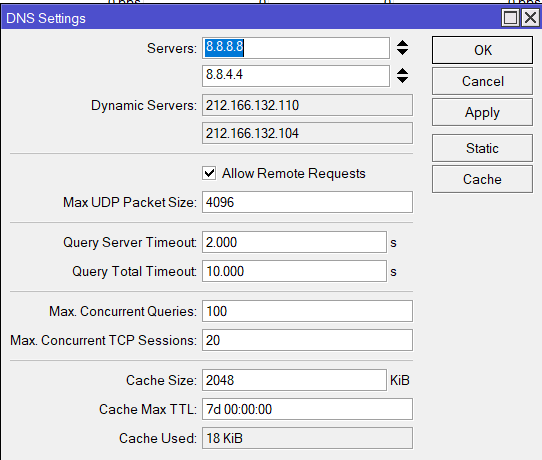 DNS Settings
Servers: 8.8.8.8
8.8.4.4
Dynamic Servers: 212.166.132.110
212.166.132.104
Allow Remote Requests
Max UDP Packet Size: 4096
Query Server Timeout: 2.000 s
Query Total Timeout: 10.000 s
Max. Concurrent Queries: 100
Max. Concurrent TCP Sessions: 20
Cache Size: 2048 KiB
Cache Max TTL: 7d 00:00:00
Cache Used: 18 KiB
OK
Cancel
Apply
Static
Cache